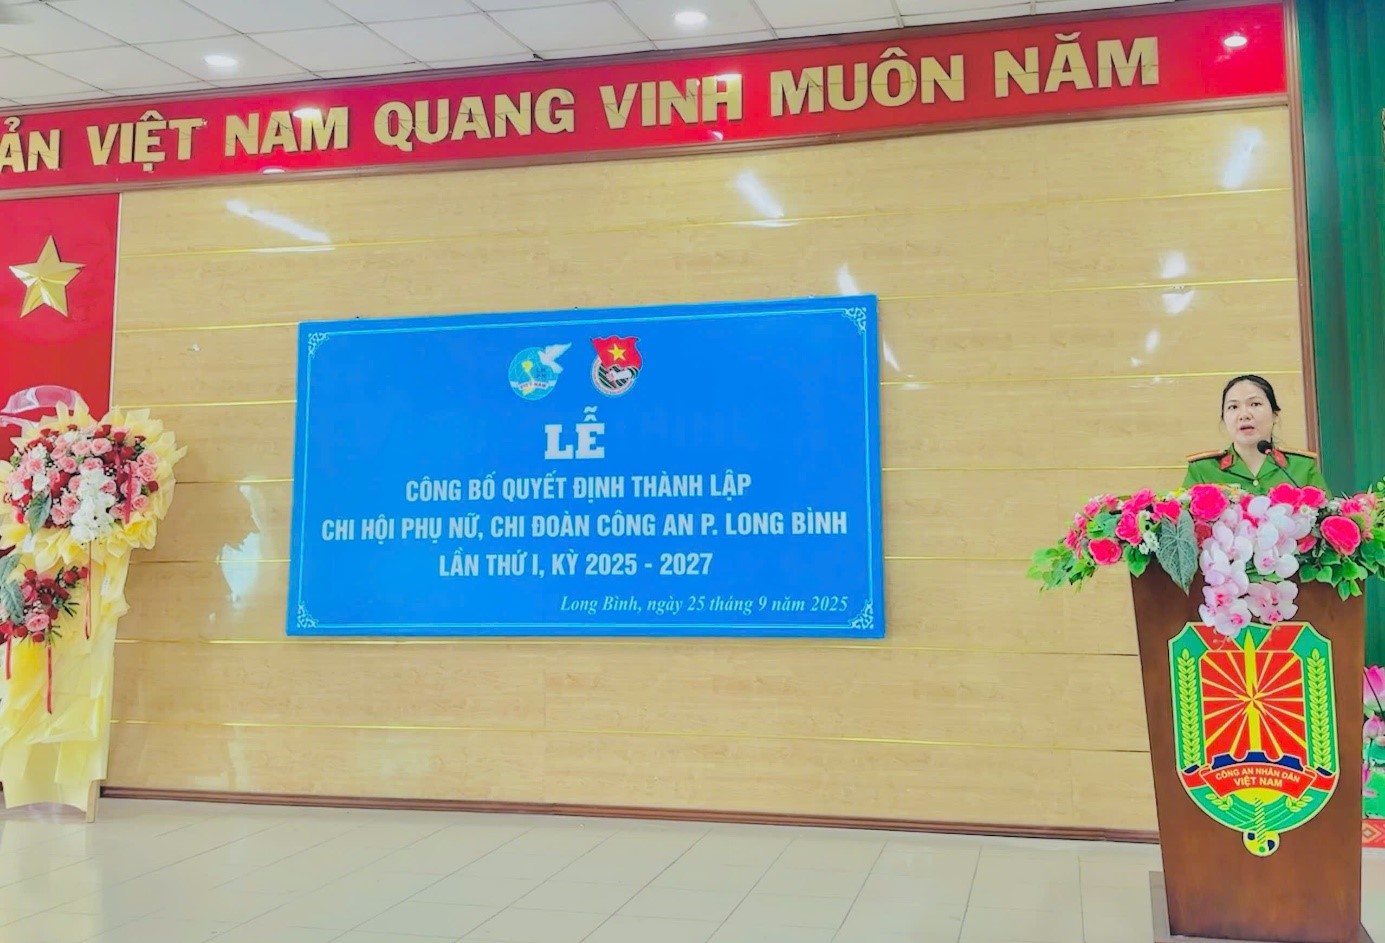 ẢN VIỆT NAM QUANG VINH MUÔN NĂM
VIỆT NAM
LỄ
CÔNG BỐ QUYẾT ĐỊNH THÀNH LẬP
CHI HỘI PHỤ NỮ, CHI ĐOÀN CÔNG AN P. LONG BÌNH
LẦN THỨ I, KỲ 2025 - 2027
Long Bình, ngày 25 tháng 9 năm 2025
CÔNG AN NHÂN DÂN
VIỆT NAM